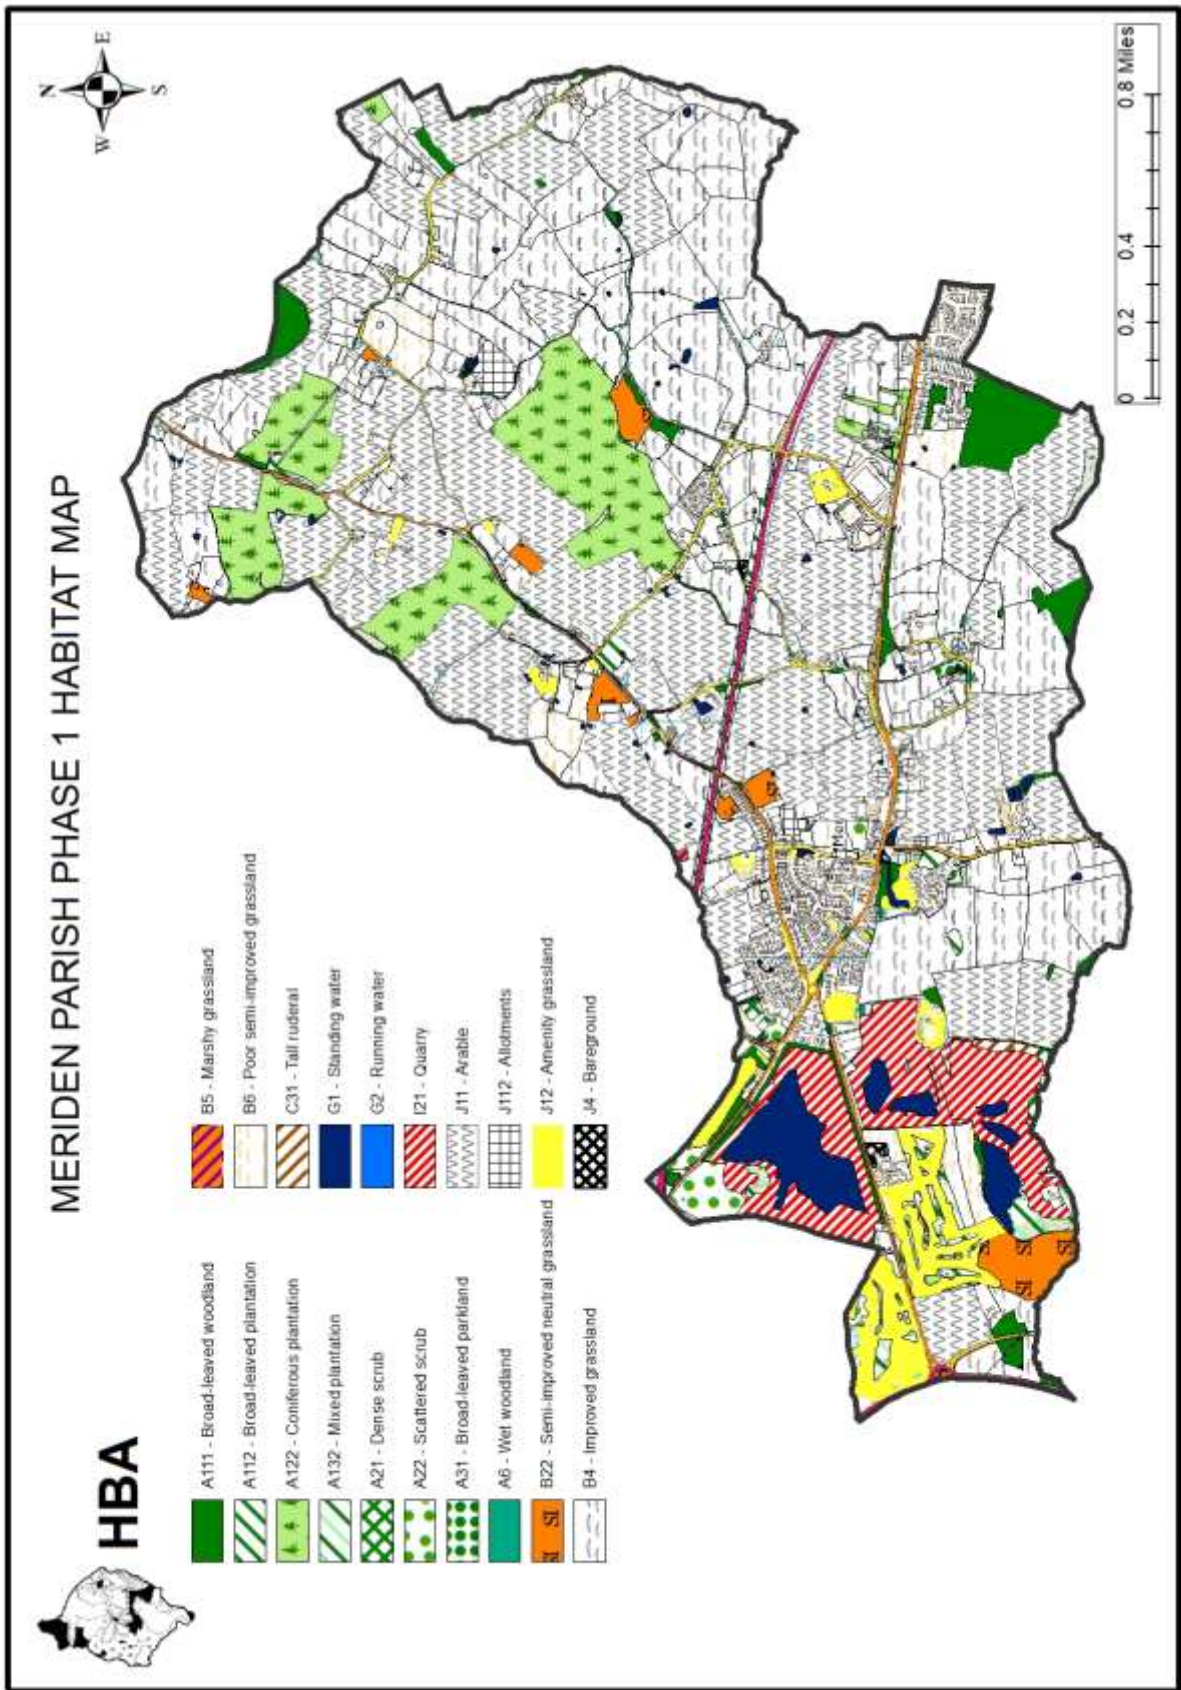 MERIDEN PARISH PHASE 1 HABITAT MAP
HBA
N
E
S
W
A111 - Broad-leaved woodland
A112 - Broad-leaved plantation
A122 - Coniferous plantation
A132 - Mixed plantation
A21 - Dense scrub
A22 - Scattered scrub
A31 - Broad-leaved parkland
A6 - Wet woodland
B22 - Semi-improved neutral grassland
B4 - Improved grassland
B5 - Marshy grassland
B6 - Poor semi-improved grassland
C31 - Tall ruderal
G1 - Standing water
G2 - Running water
I21 - Quarry
J11 - Arable
J112 - Allotments
J12 - Amenity grassland
J4 - Bareground
SI
SI
SI
SI
0 0.2 0.4 0.8 Miles